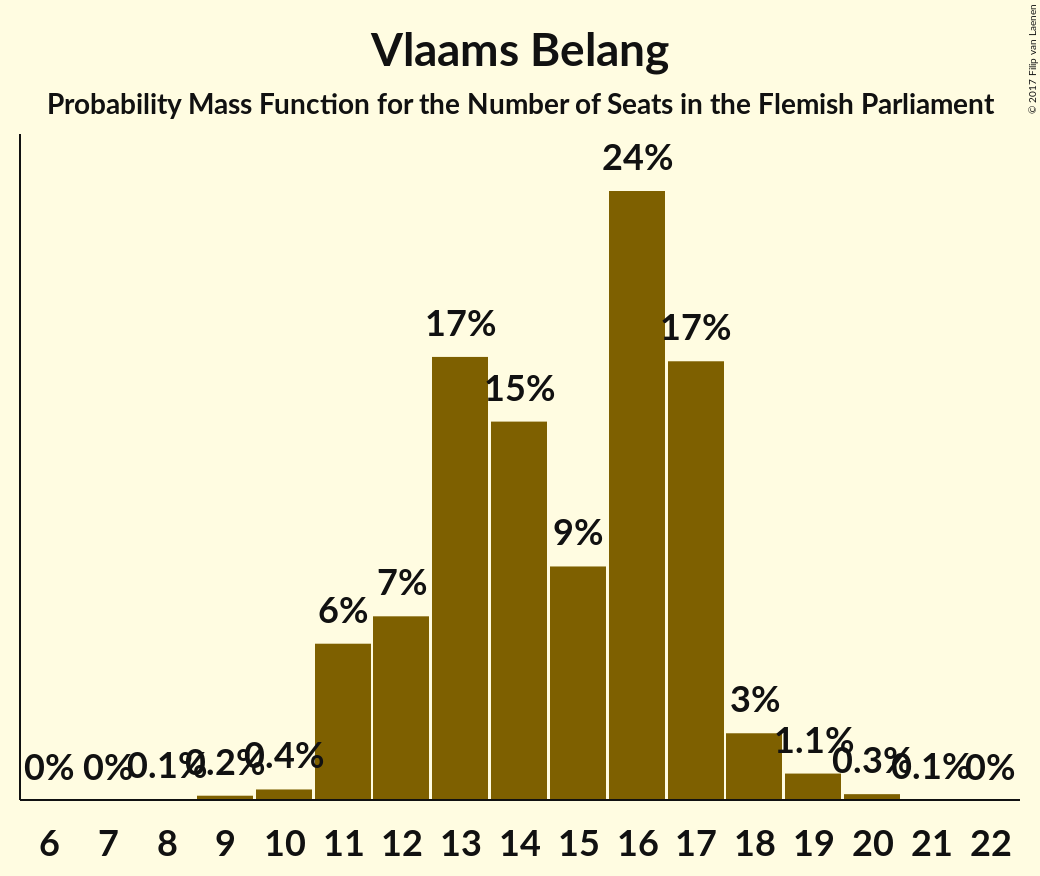 Vlaams Belang
Probability Mass Function for the Number of Seats in the Flemish Parliament
© 2017 Filip van Laenen
0% 0% 0.1% 0.2% 0.4% 6% 7% 17% 15% 9% 24% 17% 3% 1.1% 0.3% 0.1% 0%
6 7 8 9 10 11 12 13 14 15 16 17 18 19 20 21 22